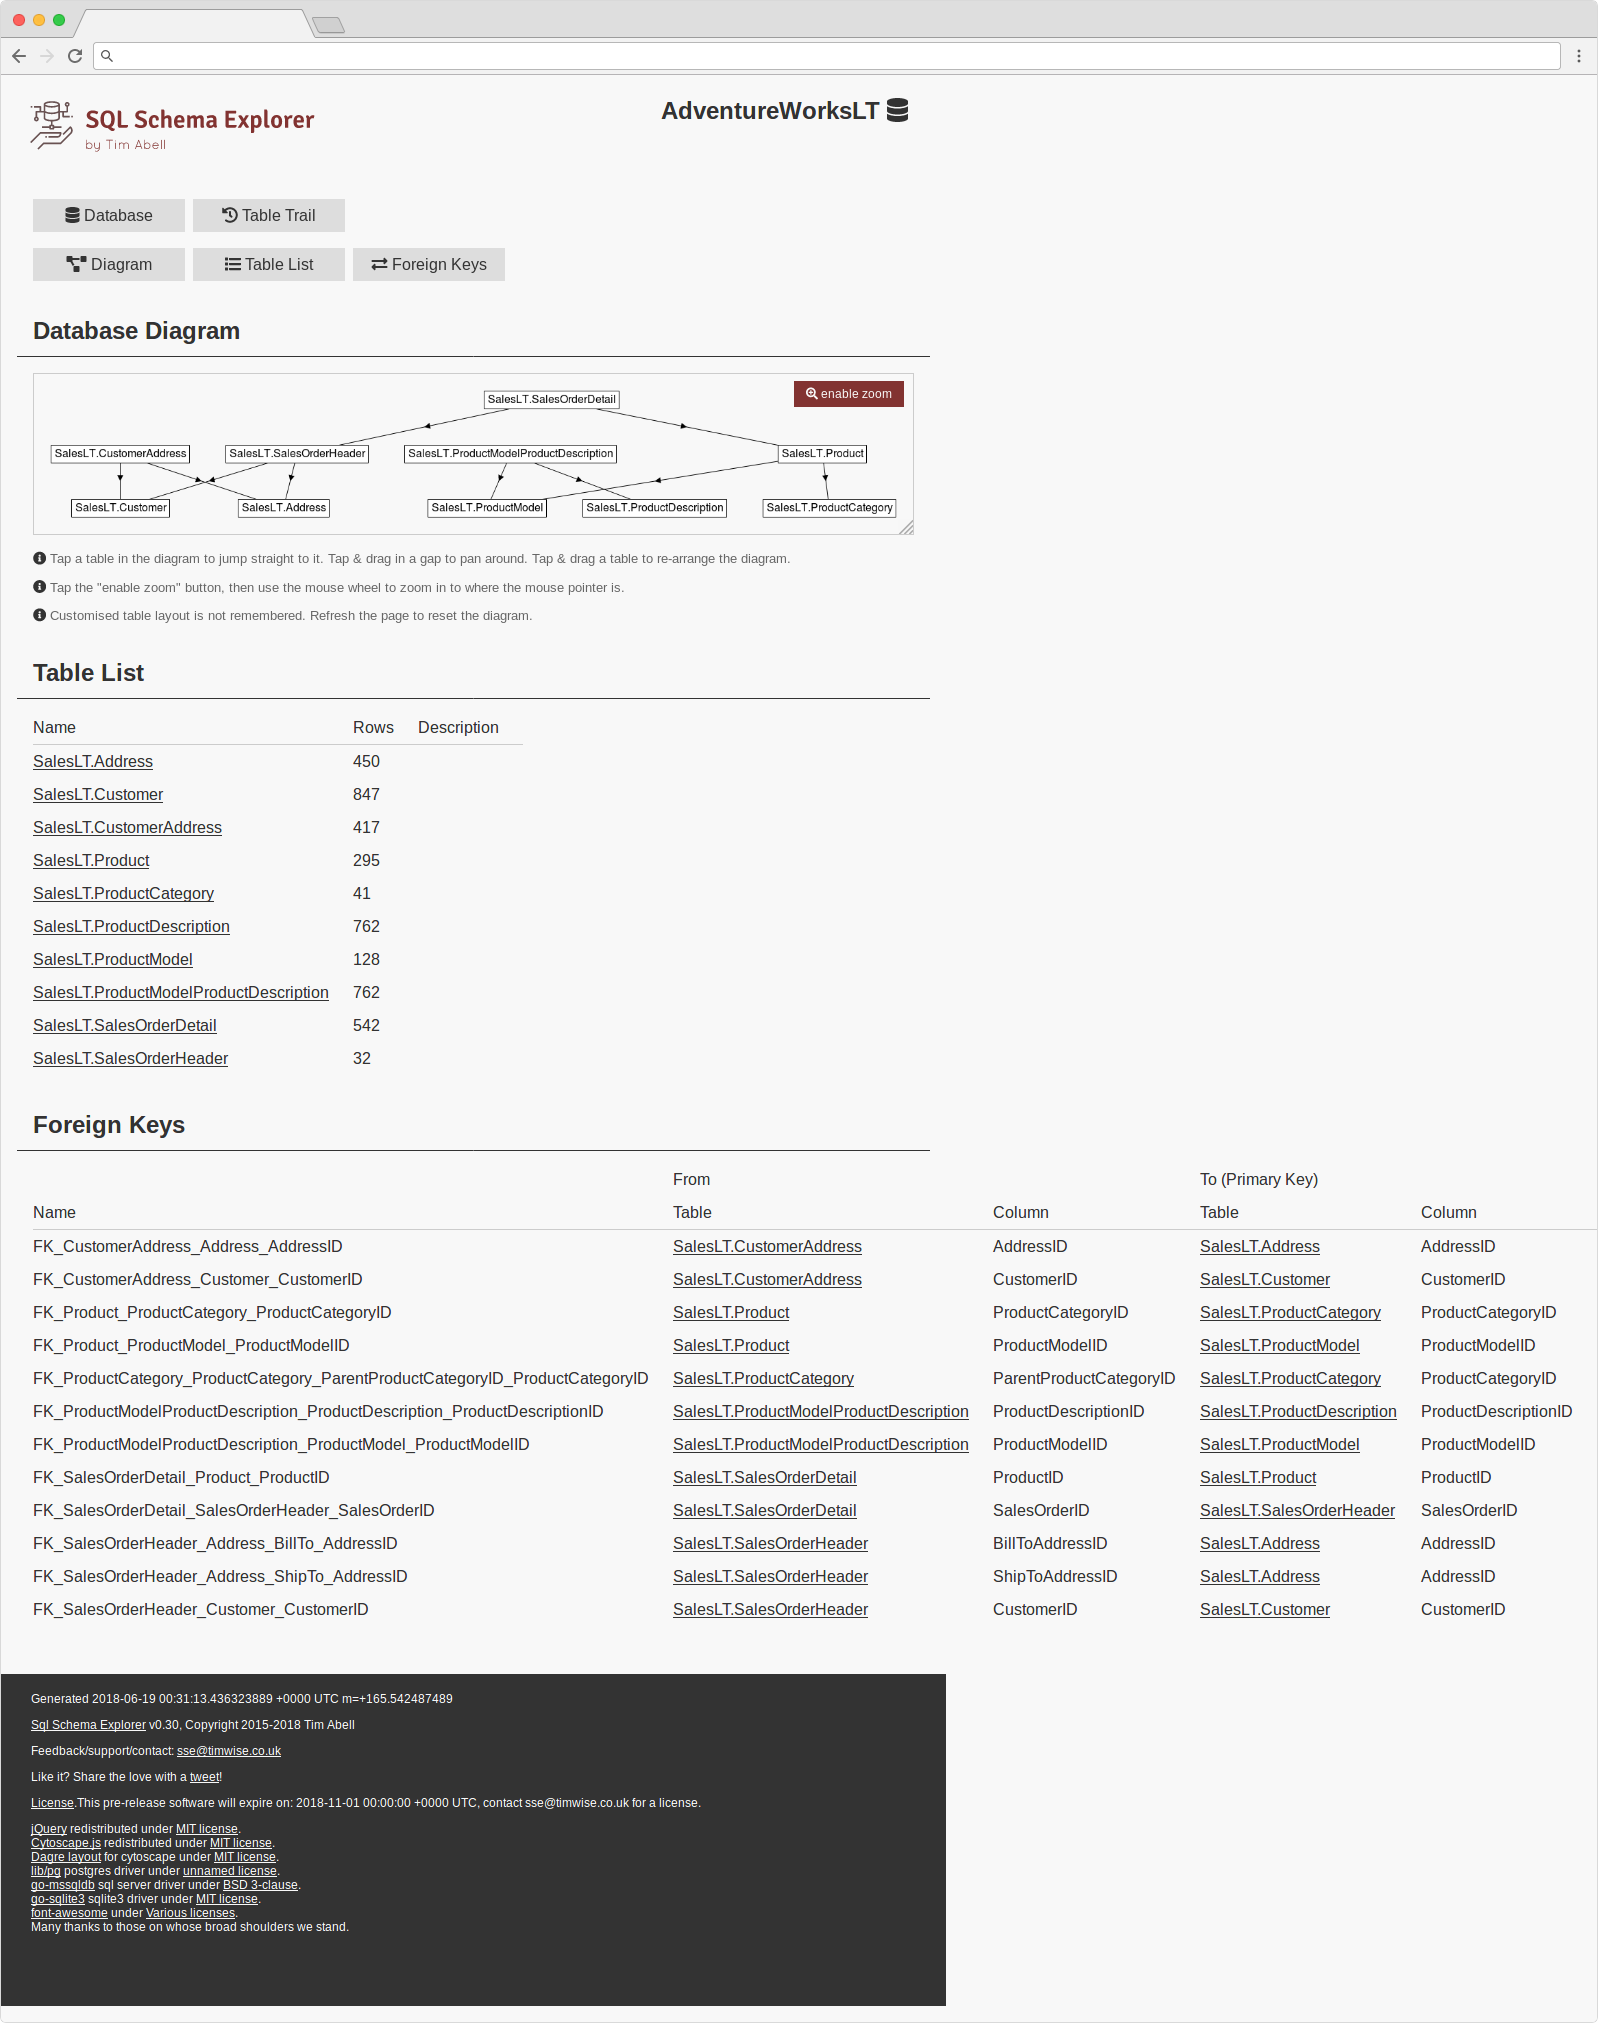 SQL Schema Explorer
by Tim Abell
AdventureWorksLT
Database
Table Trail
Diagram
Table List
Foreign Keys
Database Diagram
enable zoom
SalesLT.SalesOrderDetail
SalesLT.CustomerAddress
SalesLT.SalesOrderHeader
SalesLT.ProductModelProductDescription
SalesLT.Product
SalesLT.Customer
SalesLT.Address
SalesLT.ProductModel
SalesLT.ProductDescription
SalesLT.ProductCategory
Tap a table in the diagram to jump straight to it. Tap & drag in a gap to pan around. Tap & drag a table to re-arrange the diagram.
Tap the "enable zoom" button, then use the mouse wheel to zoom in to where the mouse pointer is.
Customised table layout is not remembered. Refresh the page to reset the diagram.
Table List
Name Rows Description
SalesLT.Address 450
SalesLT.Customer 847
SalesLT.CustomerAddress 417
SalesLT.Product 295
SalesLT.ProductCategory 41
SalesLT.ProductDescription 762
SalesLT.ProductModel 128
SalesLT.ProductModelProductDescription 762
SalesLT.SalesOrderDetail 542
SalesLT.SalesOrderHeader 32
Foreign Keys
From To (Primary Key)
Name Table Column Table Column
FK_CustomerAddress_Address_AddressID SalesLT.CustomerAddress AddressID SalesLT.Address AddressID
FK_CustomerAddress_Customer_CustomerID SalesLT.CustomerAddress CustomerID SalesLT.Customer CustomerID
FK_Product_ProductCategory_ProductCategoryID SalesLT.Product ProductCategoryID SalesLT.ProductCategory ProductCategoryID
FK_Product_ProductModel_ProductModelID SalesLT.Product ProductModelID SalesLT.ProductModel ProductModelID
FK_ProductCategory_ProductCategory_ParentProductCategoryID_ProductCategoryID SalesLT.ProductCategory ParentProductCategoryID SalesLT.ProductCategory ProductCategoryID
FK_ProductModelProductDescription_ProductDescription_ProductDescriptionID SalesLT.ProductModelProductDescription ProductDescriptionID SalesLT.ProductDescription ProductDescriptionID
FK_ProductModelProductDescription_ProductModel_ProductModelID SalesLT.ProductModelProductDescription ProductModelID SalesLT.ProductModel ProductModelID
FK_SalesOrderDetail_Product_ProductID SalesLT.SalesOrderDetail ProductID SalesLT.Product ProductID
FK_SalesOrderDetail_SalesOrderHeader_SalesOrderID SalesLT.SalesOrderDetail SalesOrderID SalesLT.SalesOrderHeader SalesOrderID
FK_SalesOrderHeader_Address_BillTo_AddressID SalesLT.SalesOrderHeader BillToAddressID SalesLT.Address AddressID
FK_SalesOrderHeader_Address_ShipTo_AddressID SalesLT.SalesOrderHeader ShipToAddressID SalesLT.Address AddressID
FK_SalesOrderHeader_Customer_CustomerID SalesLT.SalesOrderHeader CustomerID SalesLT.Customer CustomerID
Generated 2018-06-19 00:31:13.436323889 +0000 UTC m=+165.542487489
Sql Schema Explorer v0.30, Copyright 2015-2018 Tim Abell
Feedback/support/contact: sse@timwise.co.uk
Like it? Share the love with a tweet!
License.This pre-release software will expire on: 2018-11-01 00:00:00 +0000 UTC, contact sse@timwise.co.uk for a license.
jQuery redistributed under MIT license.
Cytoscape.js redistributed under MIT license.
Dagre layout for cytoscape under MIT license.
lib/pg postgres driver under unnamed license.
go-mssqldb sql server driver under BSD 3-clause.
go-sqlite3 sqlite3 driver under MIT license.
font-awesome under Various licenses.
Many thanks to those on whose broad shoulders we stand.